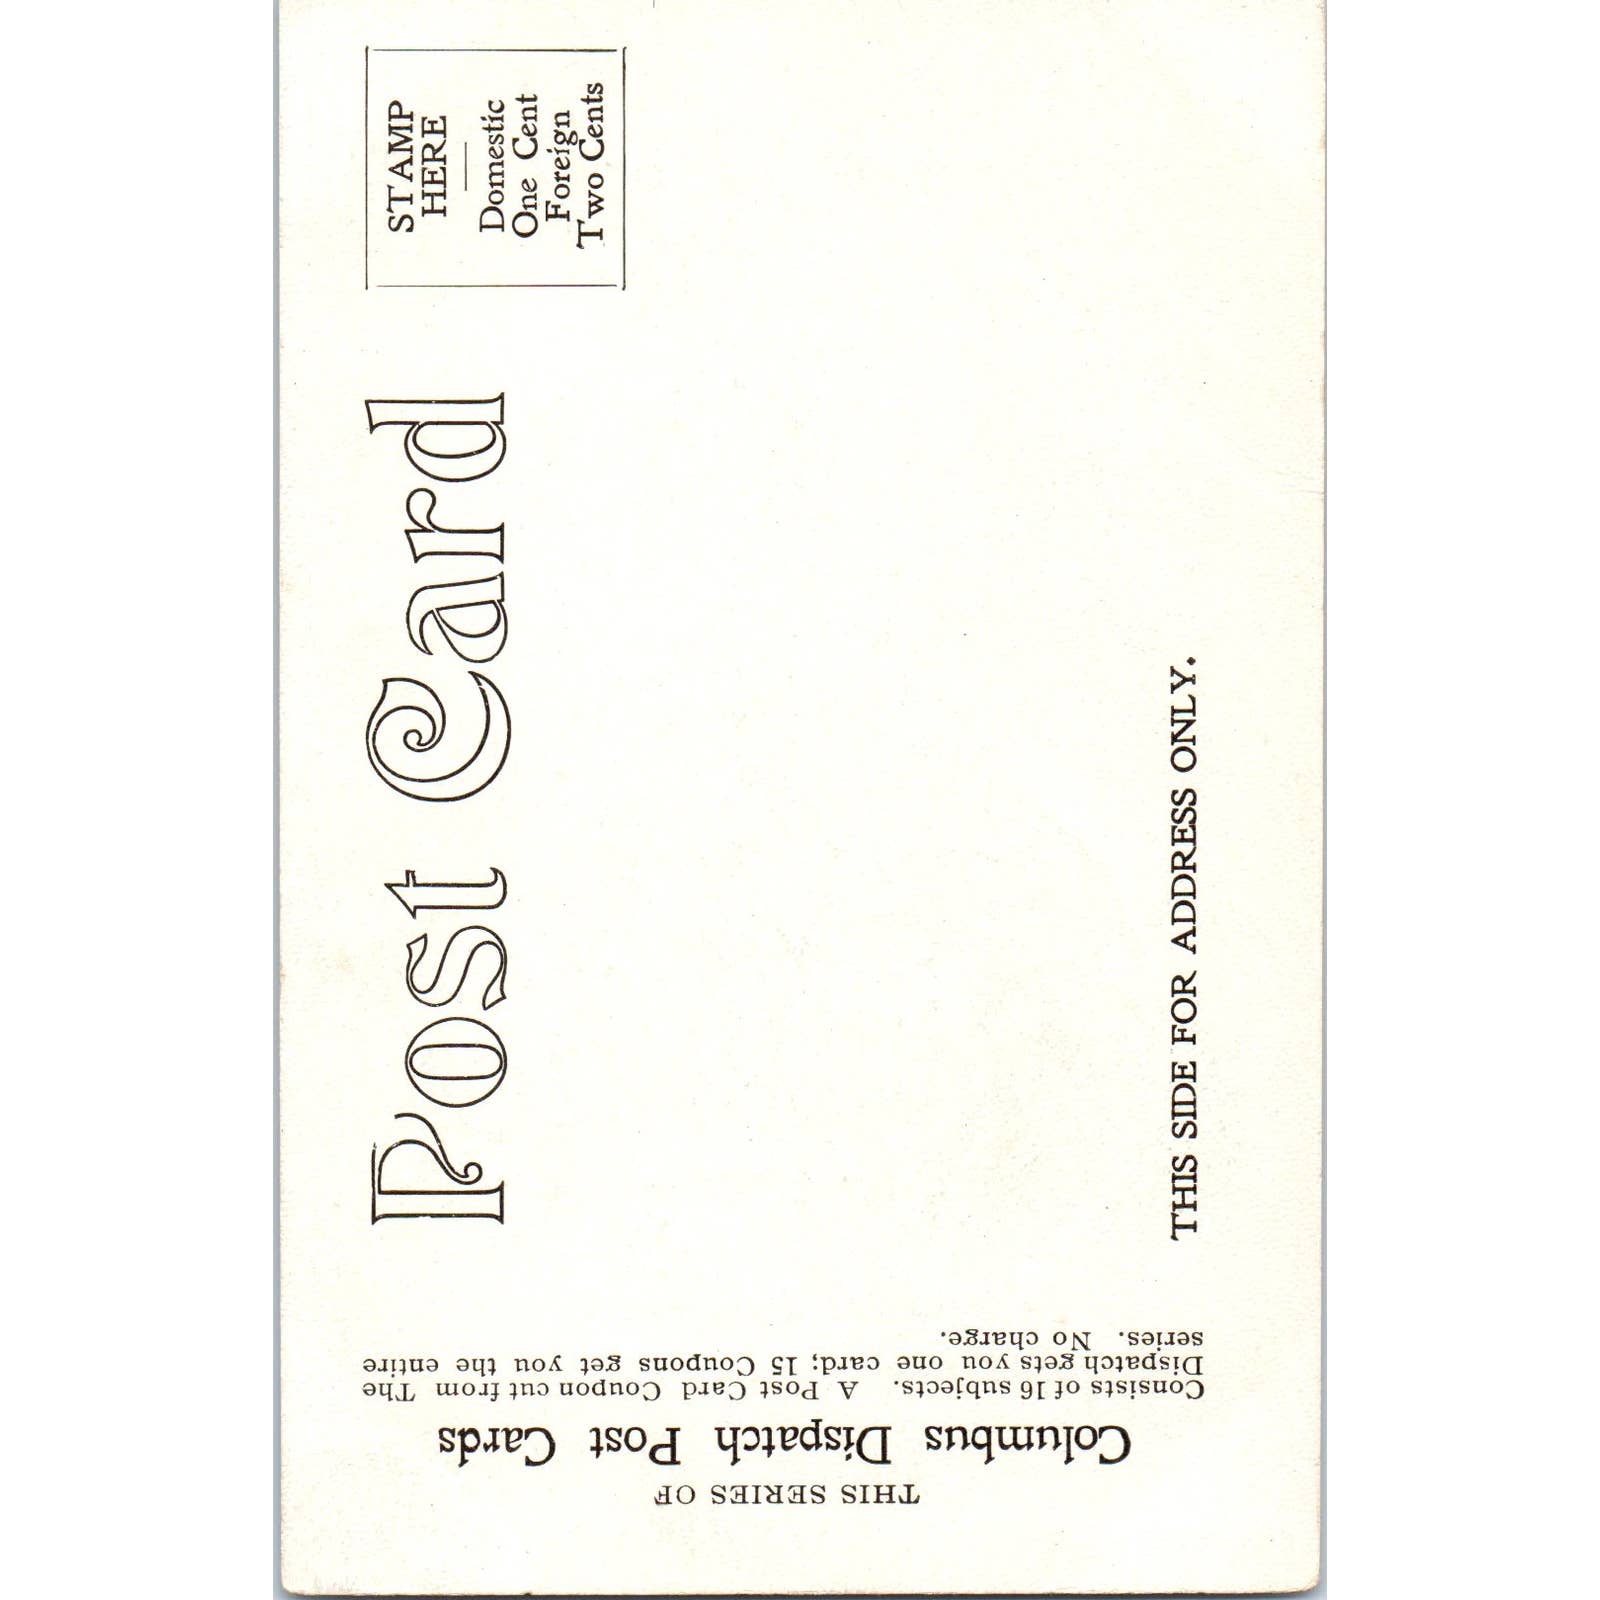 Post Card
STAMP
HERE
Domestic
One Cent
Foreign
Two Cents
THIS SIDE FOR ADDRESS ONLY.
THIS SERIES OF
Columbus Dispatch Post Cards
Consists of 16 subjects. A Post Card Coupon cut from The
Dispatch gets you one card; 15 Coupons get you the entire
series. No charge.